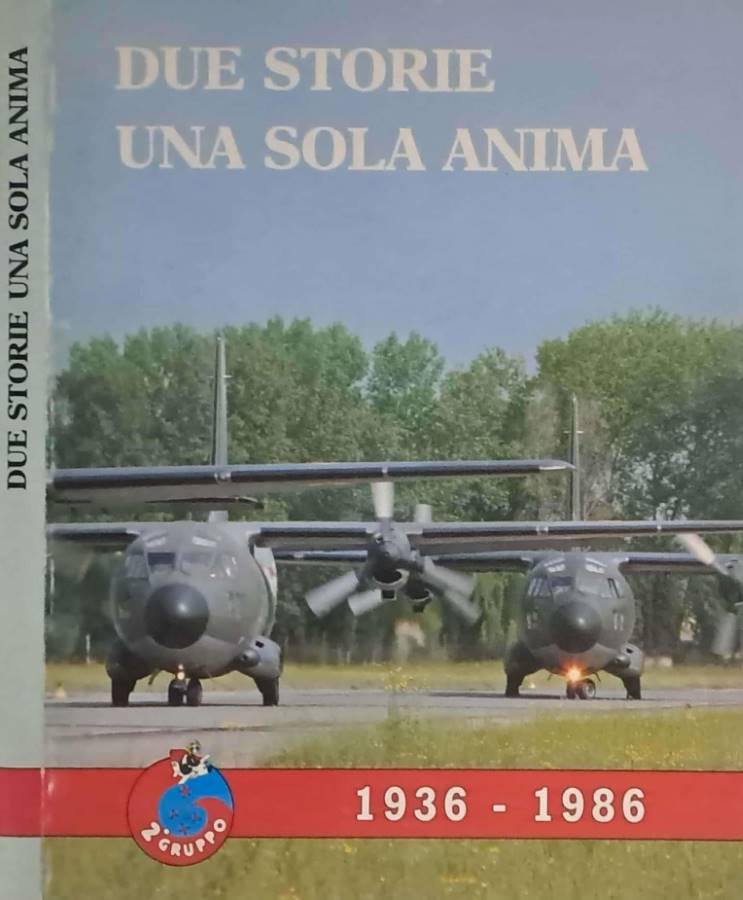 DUE STORIE UNA SOLA ANIMA
DUE STORIE
UNA SOLA ANIMA
2° GRUPPO
1936 - 1986